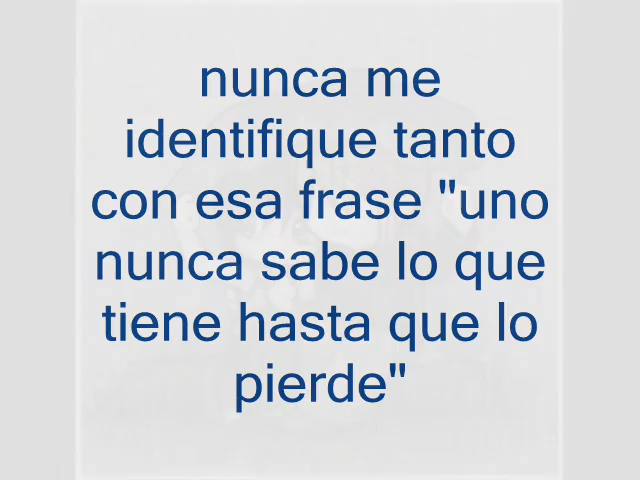 nunca me
identifique tanto
con esa frase "uno
nunca sabe lo que
tiene hasta que lo
pierde"